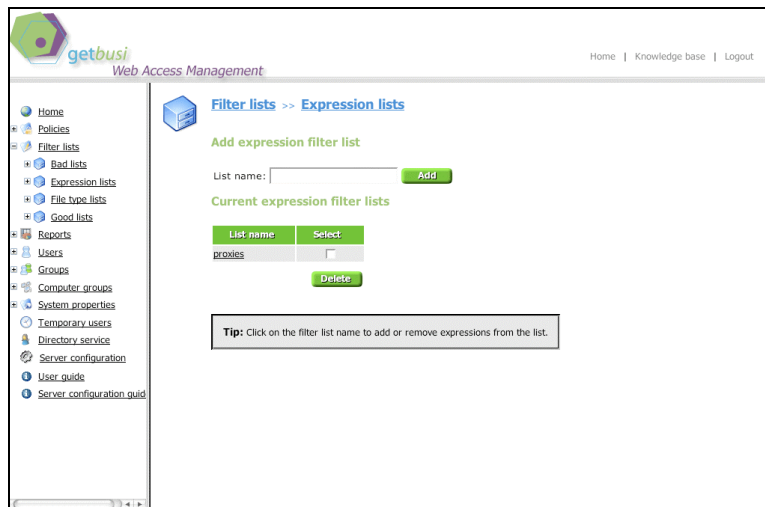 getbusi
Web Access Management
Home | Knowledge base | Logout
Home
Policies
Filter lists
Bad lists
Expression lists
File type lists
Good lists
Reports
Users
Groups
Computer groups
System properties
Temporary users
Directory service
Server configuration
User guide
Server configuration guid
Filter lists >> Expression lists
Add expression filter list
List name: Add
Current expression filter lists
List name Select
proxies
Delete
Tip: Click on the filter list name to add or remove expressions from the list.